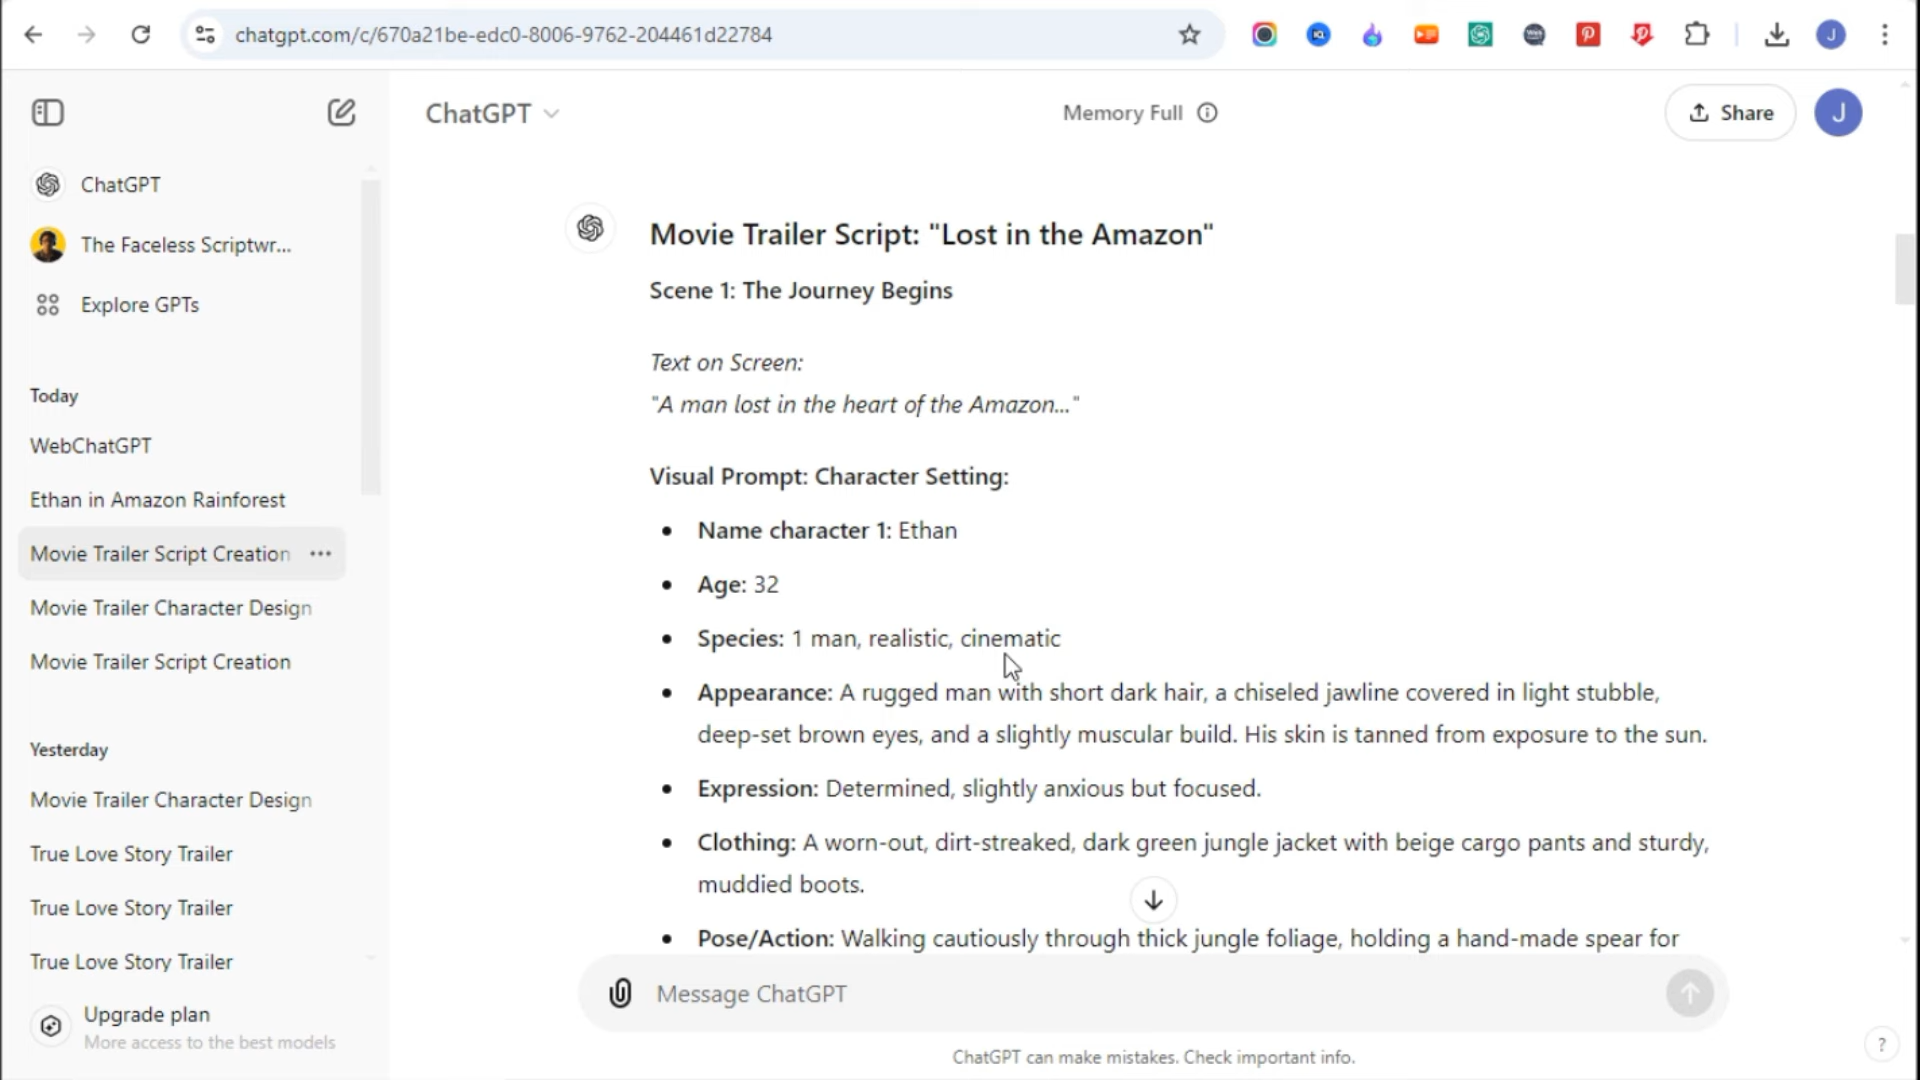 chatgpt.com/c/670a21be-edc0-8006-9762-204461d22784
J
ChatGPT
Memory Full
Share
J
ChatGPT
The Faceless Scriptwr...
Explore GPTs
Today
WebChatGPT
Ethan in Amazon Rainforest
Movie Trailer Script Creation
Movie Trailer Character Design
Movie Trailer Script Creation
Yesterday
Movie Trailer Character Design
True Love Story Trailer
True Love Story Trailer
True Love Story Trailer
Upgrade plan
More access to the best models
Movie Trailer Script: "Lost in the Amazon"
Scene 1: The Journey Begins
Text on Screen:
"A man lost in the heart of the Amazon..."
Visual Prompt: Character Setting:
• Name character 1: Ethan
• Age: 32
• Species: 1 man, realistic, cinematic
• Appearance: A rugged man with short dark hair, a chiseled jawline covered in light stubble,
deep-set brown eyes, and a slightly muscular build. His skin is tanned from exposure to the sun.
• Expression: Determined, slightly anxious but focused.
• Clothing: A worn-out, dirt-streaked, dark green jungle jacket with beige cargo pants and sturdy,
muddied boots.
• Pose/Action: Walking cautiously through thick jungle foliage, holding a hand-made spear for
Message ChatGPT
ChatGPT can make mistakes. Check important info.
?